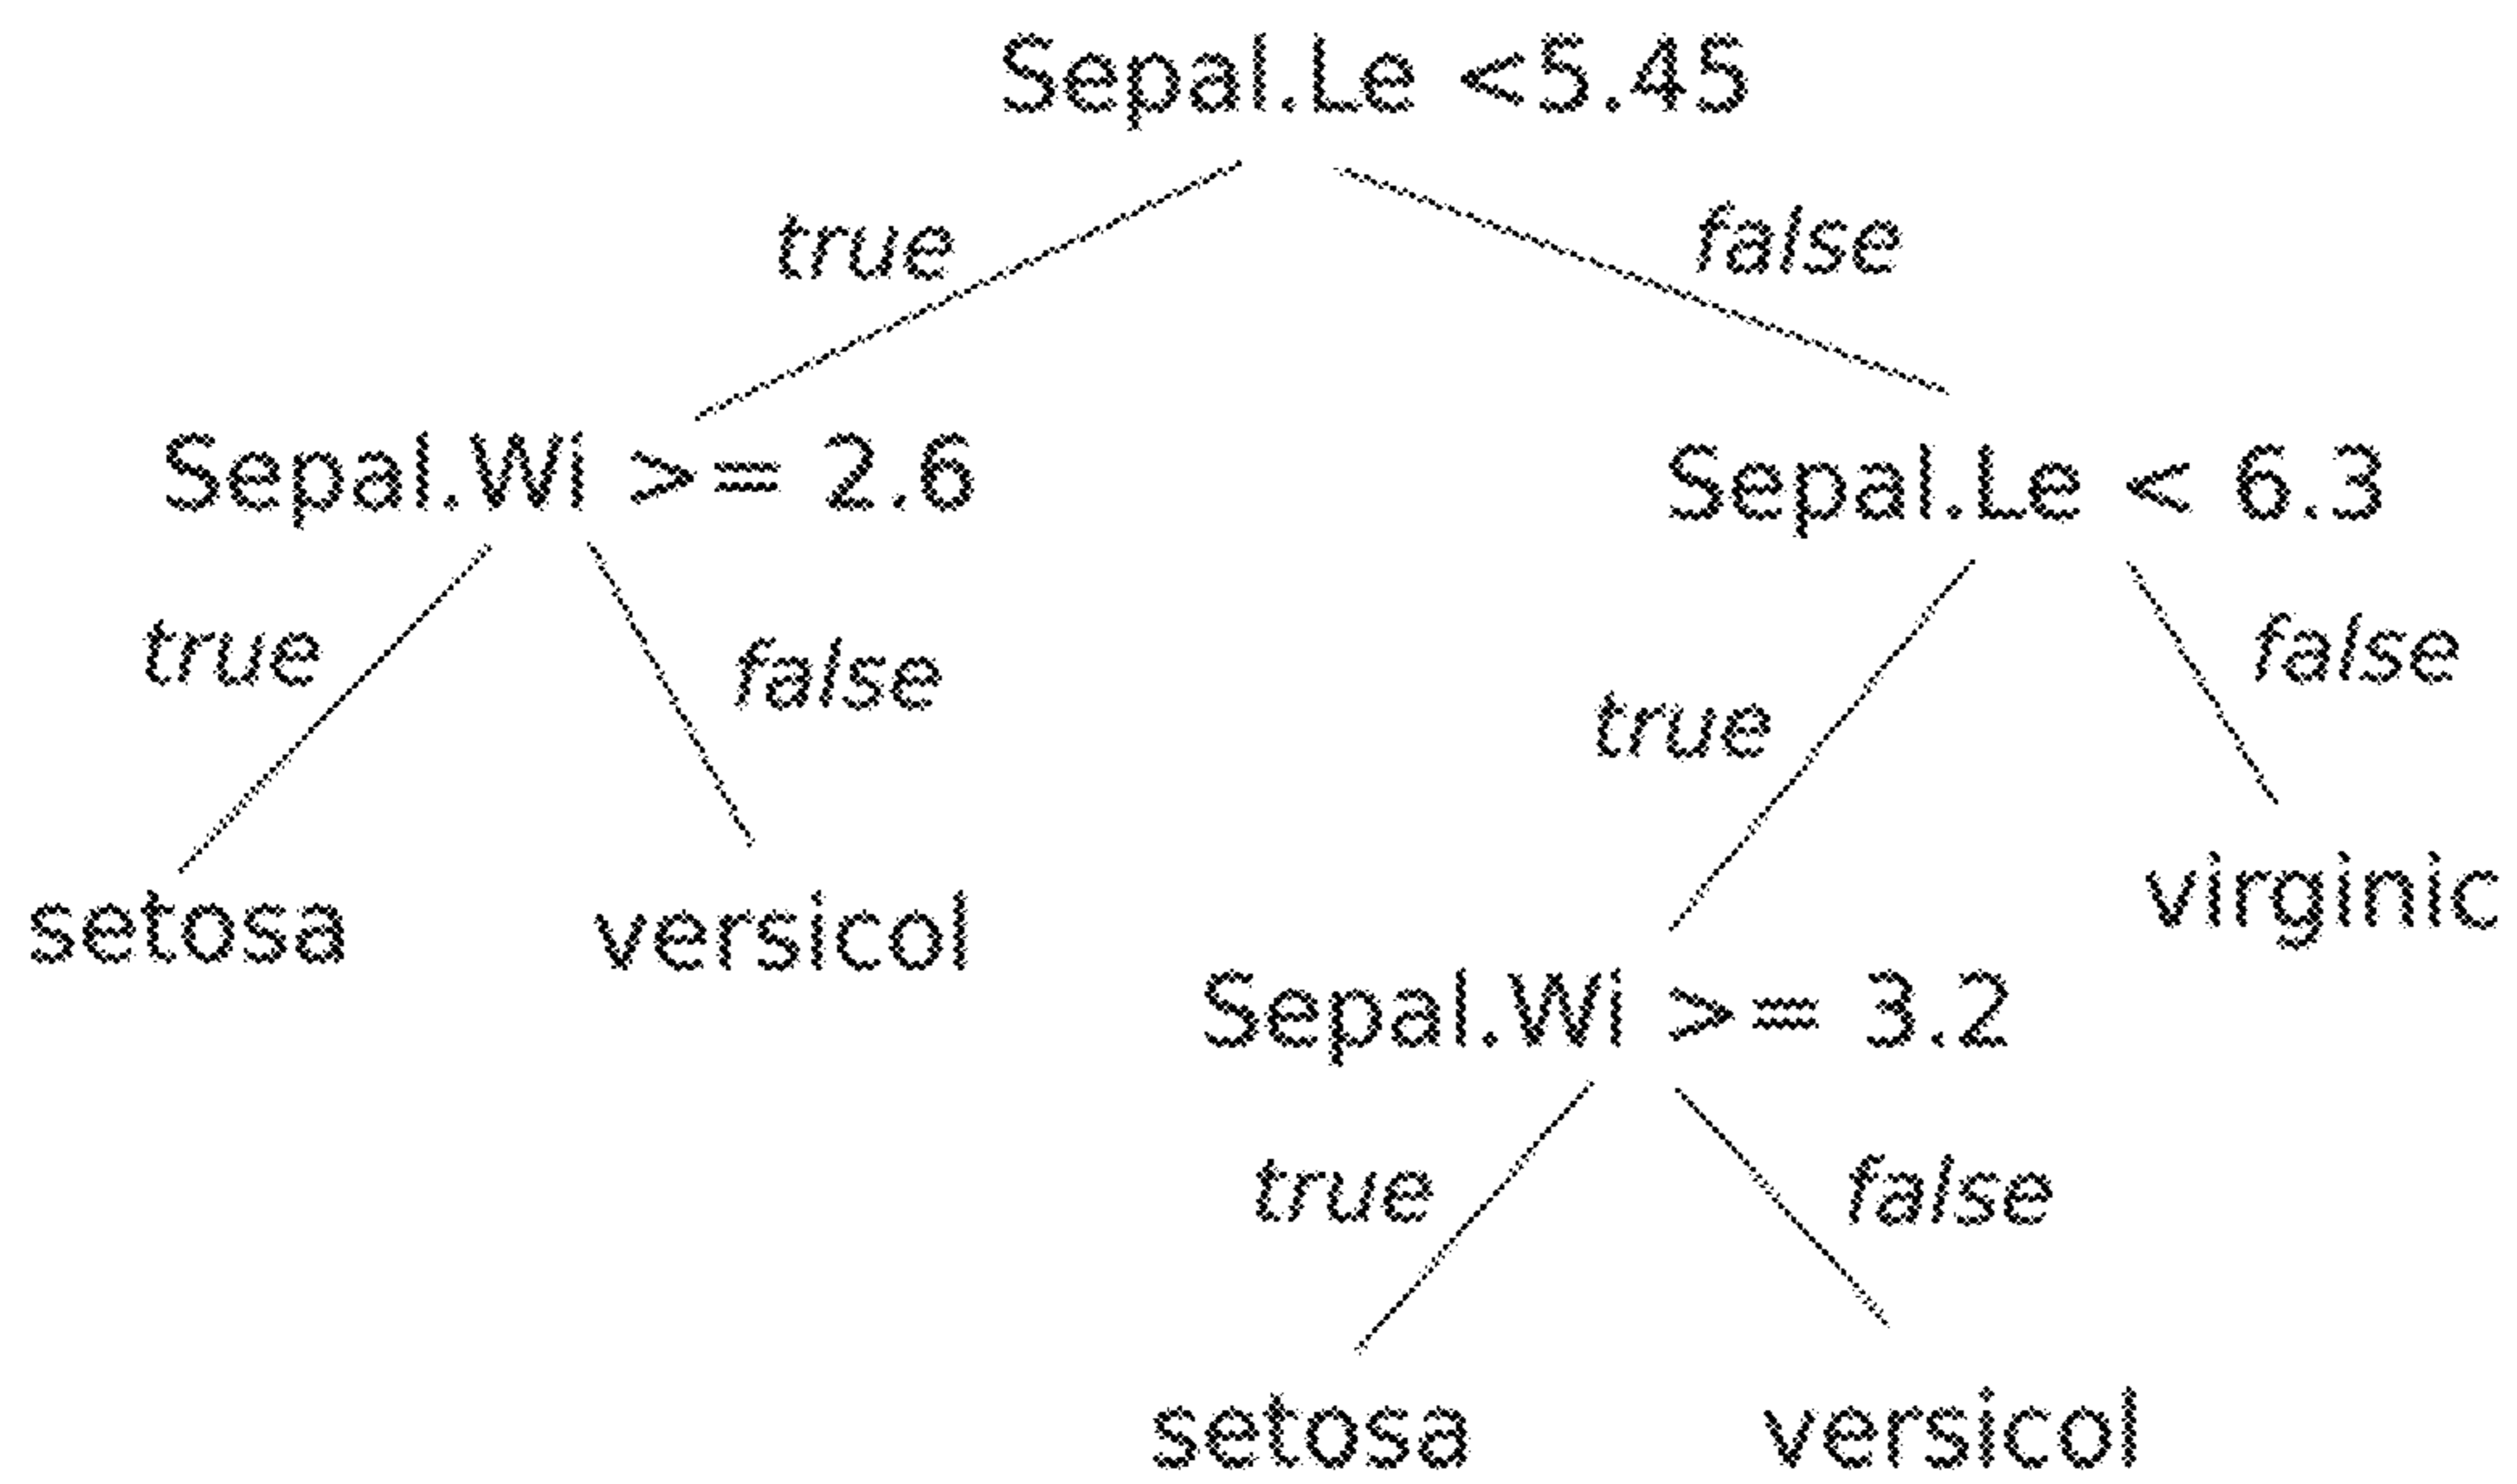 Sepal.Le <5.45
true
false
Sepal.Wi >= 2.6
Sepal.Le < 6.3
true
false
true
false
setosa
versicol
virginic
Sepal.Wi >= 3.2
true
false
setosa
versicol